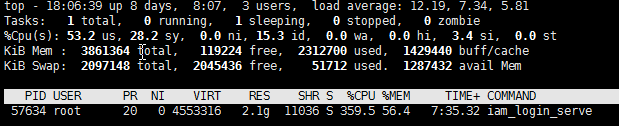 top - 18:06:39 up 8 days,  8:07,  3 users,  load average: 12.19, 7.34, 5.81
Tasks:   1 total,   0 running,   1 sleeping,   0 stopped,   0 zombie
%Cpu(s): 53.2 us, 28.2 sy,  0.0 ni, 15.3 id,  0.0 wa,  0.0 hi,  3.4 si,  0.0 st
KiB Mem :  3861364 total,   119224 free,  2312700 used,  1429440 buff/cache
KiB Swap:  2097148 total,  2045436 free,    51712 used.  1287432 avail Mem
PID USER      PR  NI    VIRT    RES    SHR S  %CPU %MEM     TIME+ COMMAND
57634 root      20   0 4553316   2.1g  11036 S 359.5 56.4   7:35.32 iam_login_serve